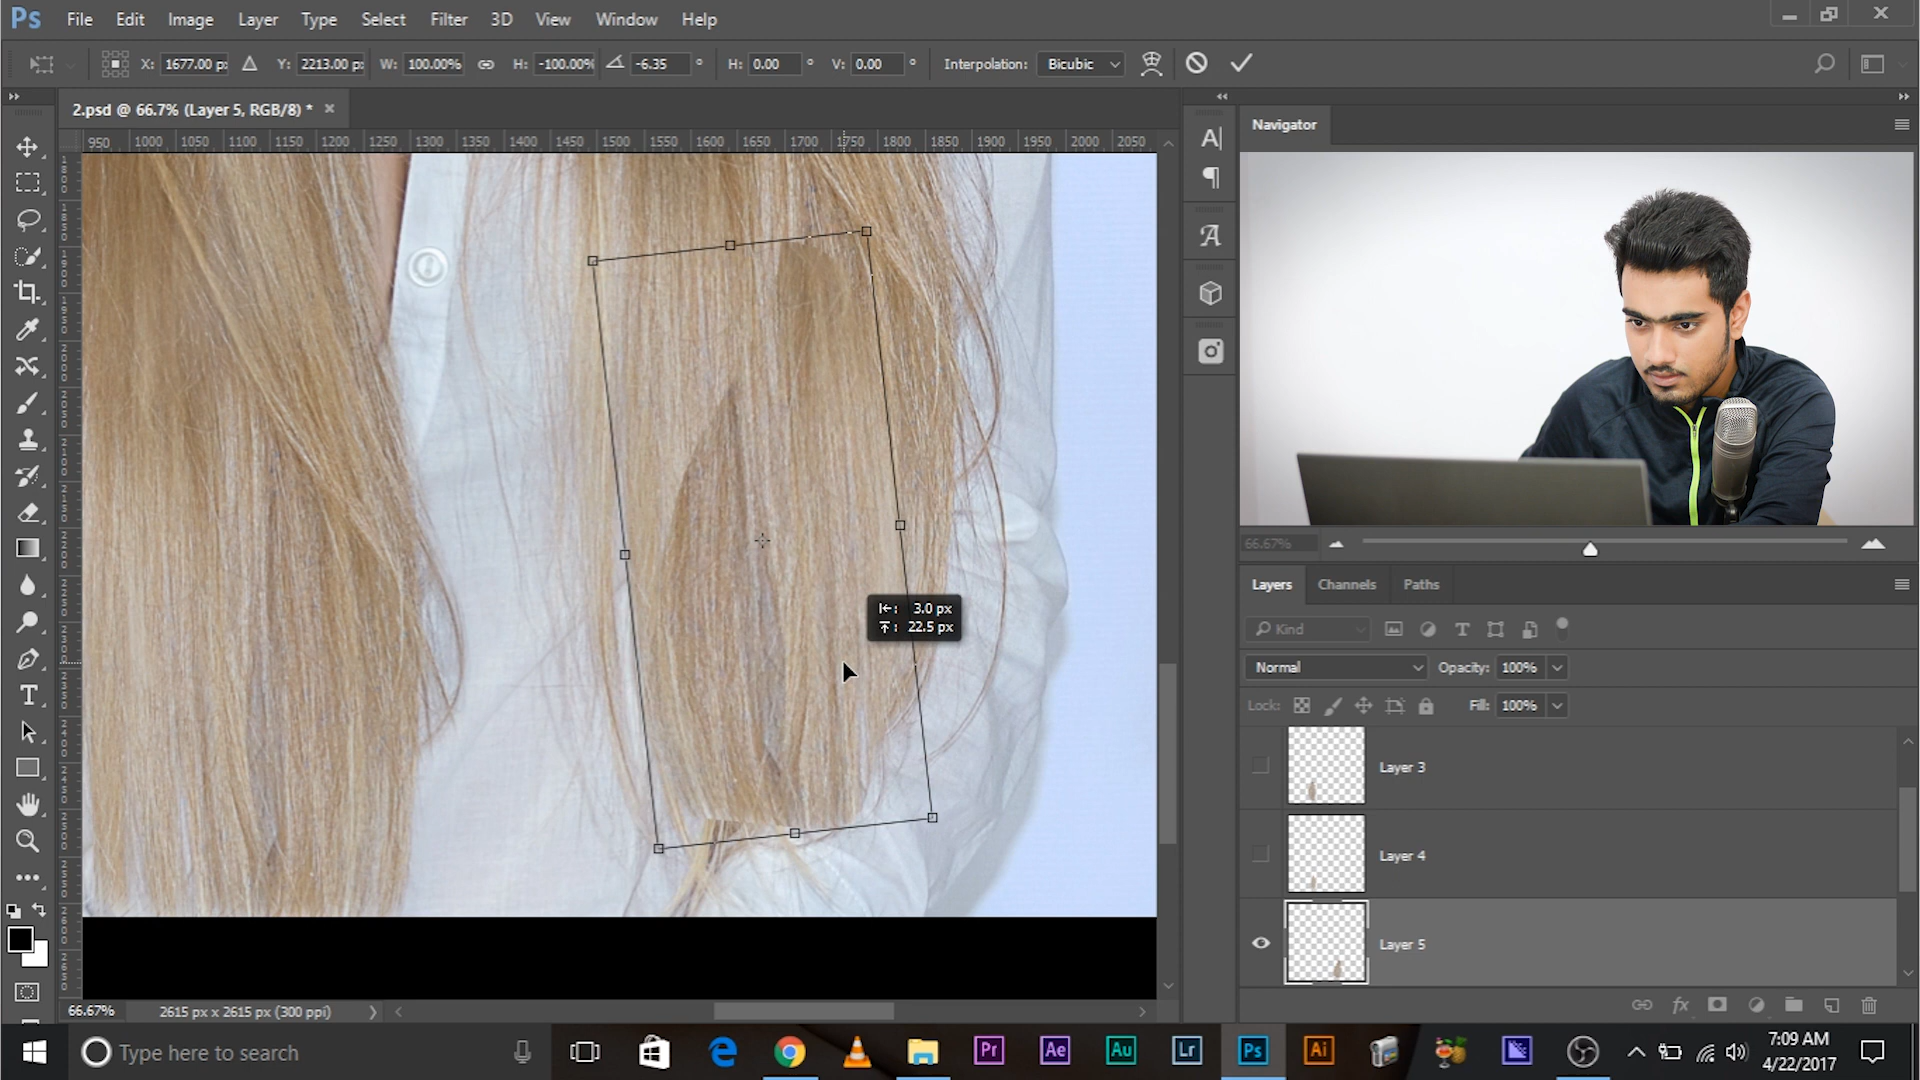 Ps File Edit Image Layer Type Select Filter 3D View Window Help
X: 1677.00 p Y: 2213.00 p W: 100.00% H: -100.00% -6.35 ° H: 0.00 ° V: 0.00 ° Interpolation: Bicubic
2.psd @ 66.7% (Layer 5, RGB/8) * ×
950 1000 1050 1100 1150 1200 1250 1300 1350 1400 1450 1500 1550 1600 1650 1700 1750 1800 1850 1900 1950 2000 2050
Navigator
66.67%
Layers Channels Paths
Kind
Normal Opacity: 100%
Lock: Fill: 100%
Layer 3
Layer 4
Layer 5
3.0 px
22.5 px
66.67% 2615 px x 2615 px (300 ppi)
Type here to search
Pr Ae Au Lr Ps Ai
7:09 AM
4/22/2017